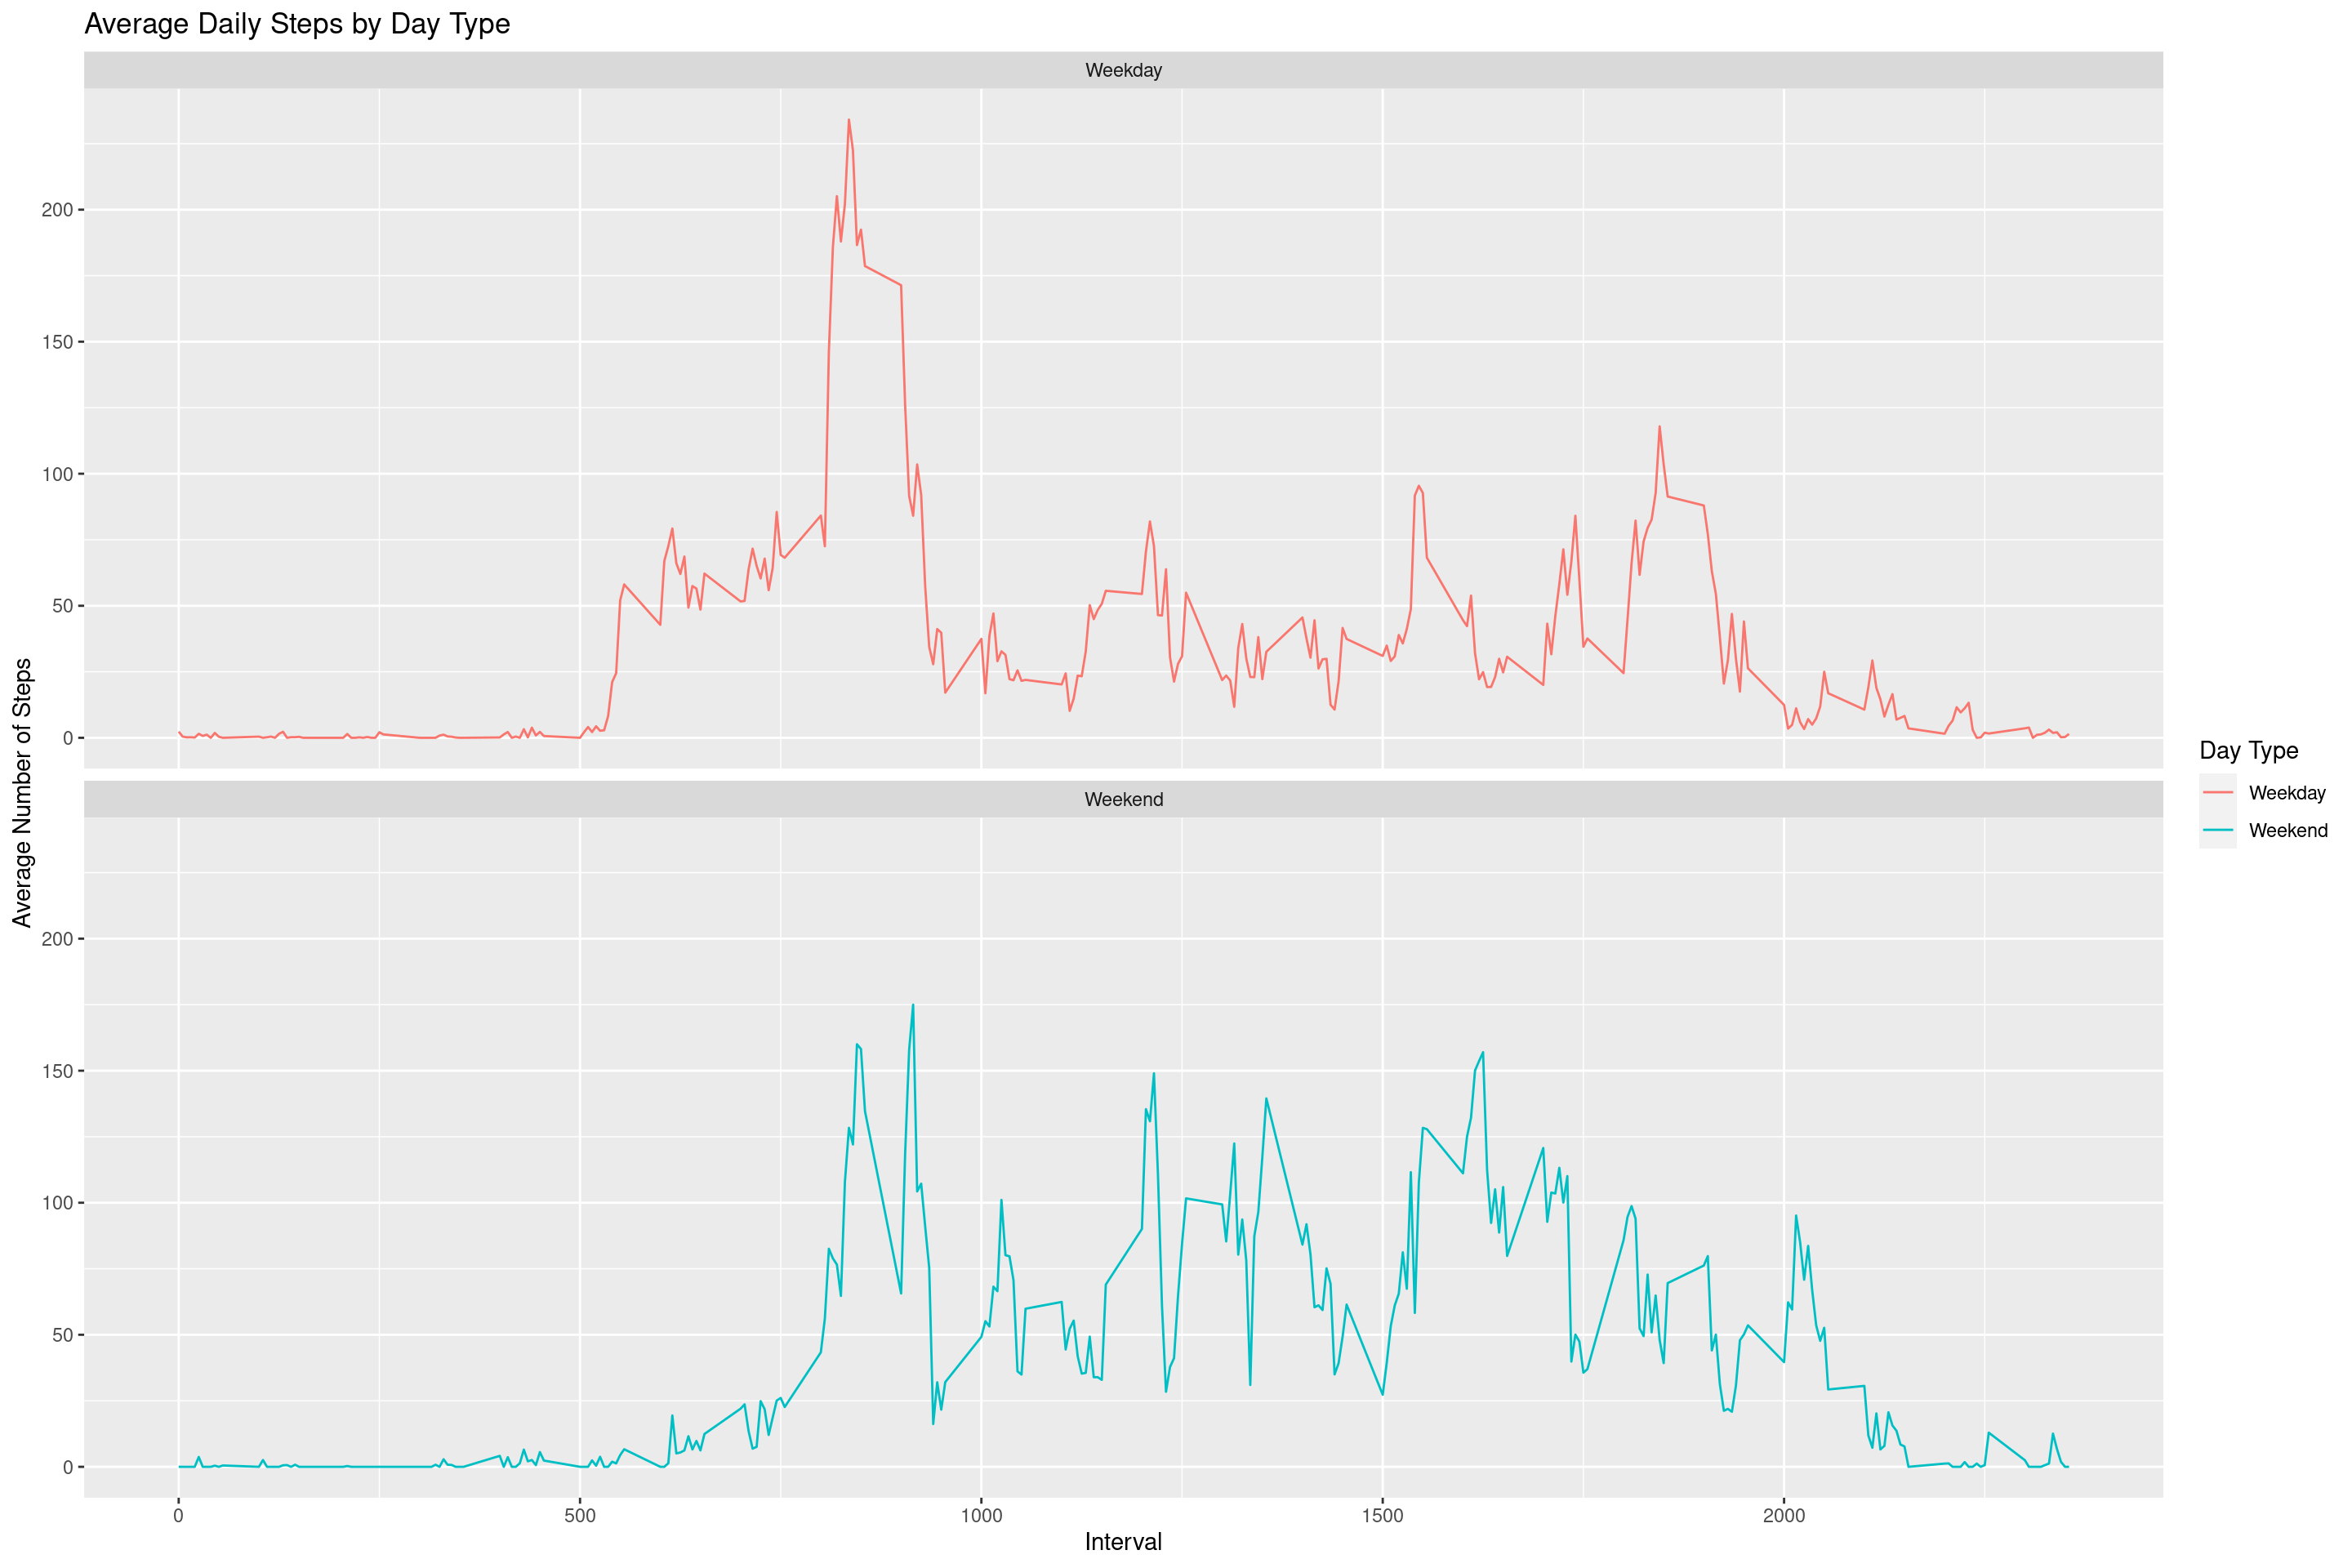 Average Daily Steps by Day Type
Weekday
200
150
100
50
0
Weekend
200
150
100
50
0
0 500 1000 1500 2000
Interval
Average Number of Steps
Day Type
Weekday
Weekend